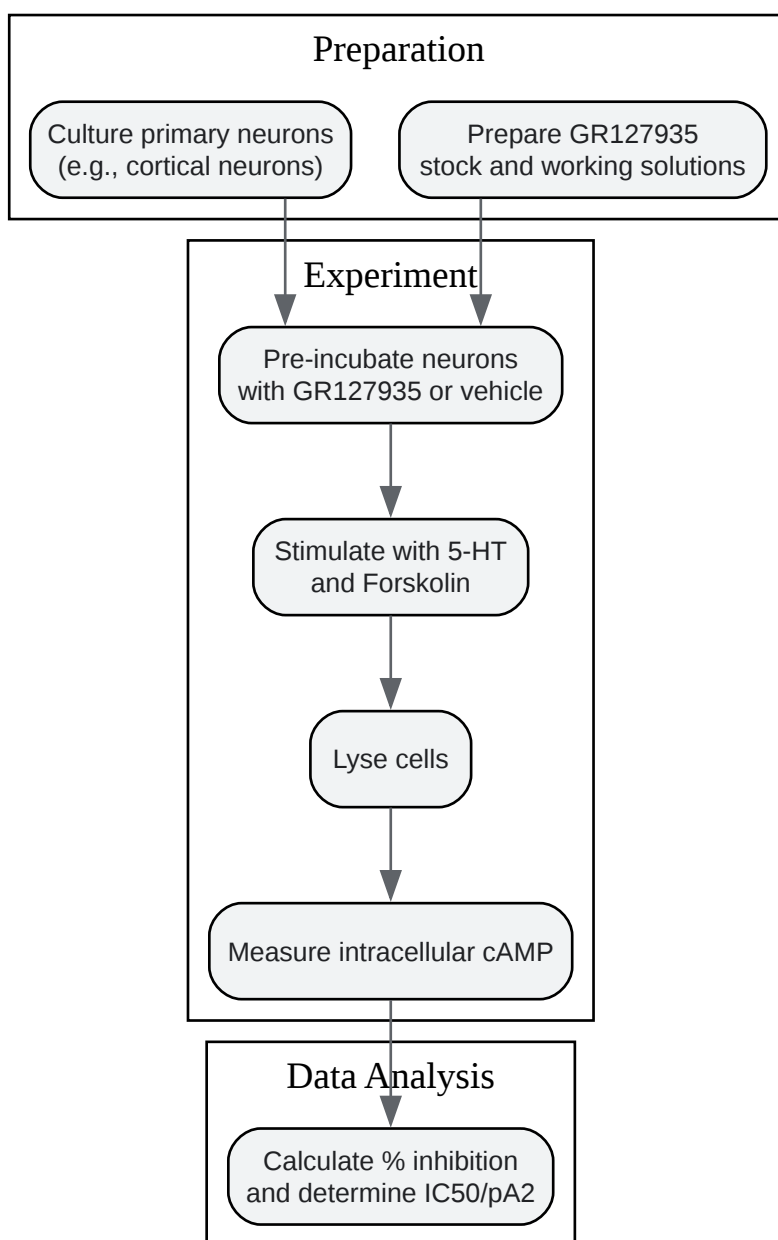 Preparation
Culture primary neurons
(e.g., cortical neurons)
Prepare GR127935
stock and working solutions
Experiment
Pre-incubate neurons
with GR127935 or vehicle
Stimulate with 5-HT
and Forskolin
Lyse cells
Measure intracellular cAMP
Data Analysis
Calculate % inhibition
and determine IC50/pA2